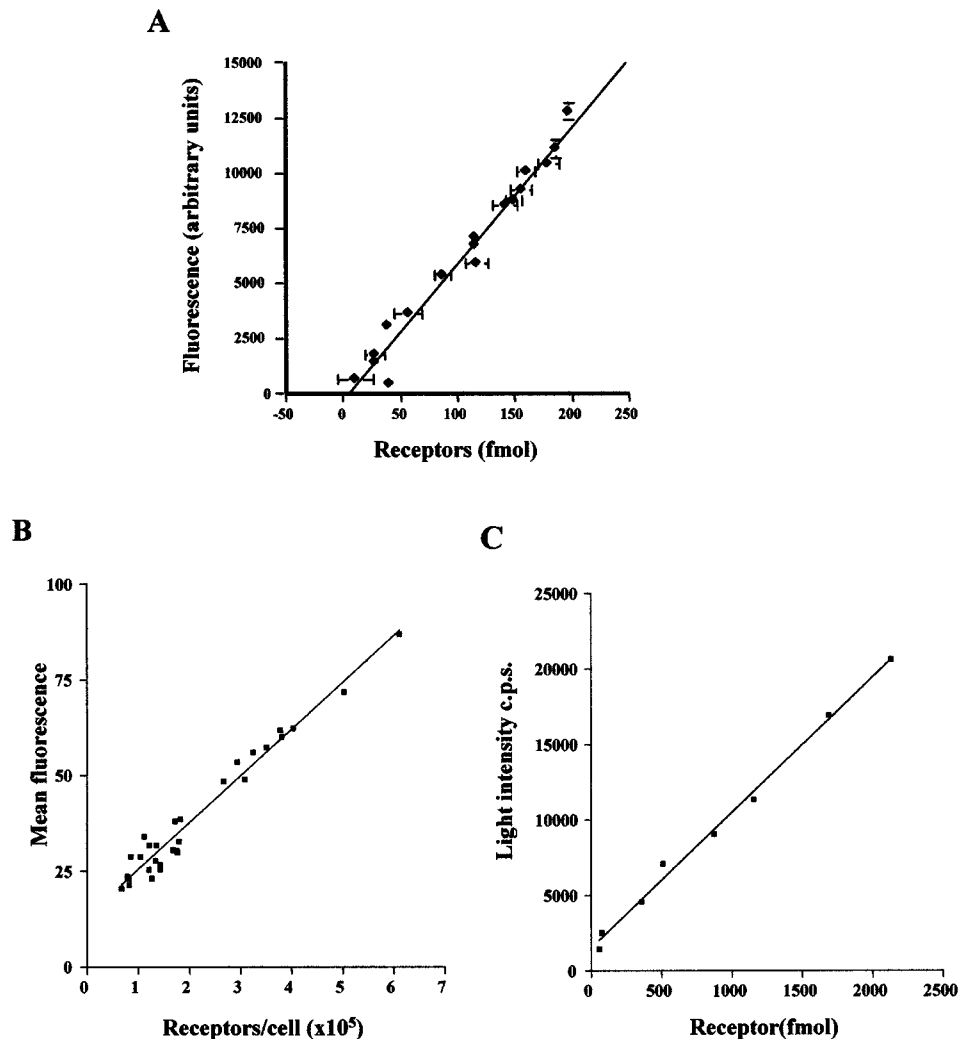 A
Fluorescence (arbitrary units)
15000
12500
10000
7500
5000
2500
0
-50 0 50 100 150 200 250
Receptors (fmol)
B
Mean fluorescence
100
75
50
25
0
0 1 2 3 4 5 6 7
Receptors/cell (x10⁵)
C
Light intensity c.p.s.
25000
20000
15000
10000
5000
0
0 500 1000 1500 2000 2500
Receptor(fmol)